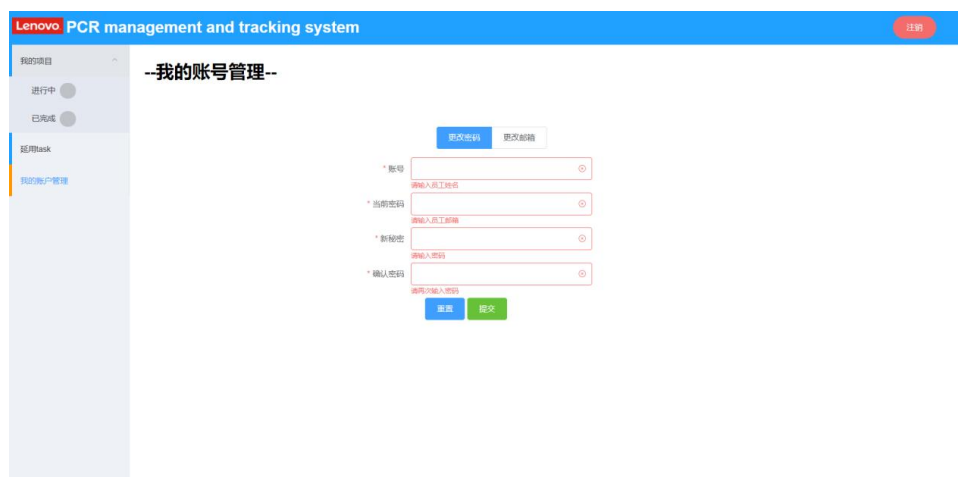 Lenovo PCR management and tracking system
注销
我的项目
进行中
已完成
延用task
我的账户管理
--我的账号管理--
更改密码 更改邮箱
* 账号
请输入员工姓名
* 当前密码
请输入员工邮箱
* 新秘密
请输入密码
* 确认密码
请再次输入密码
重置 提交